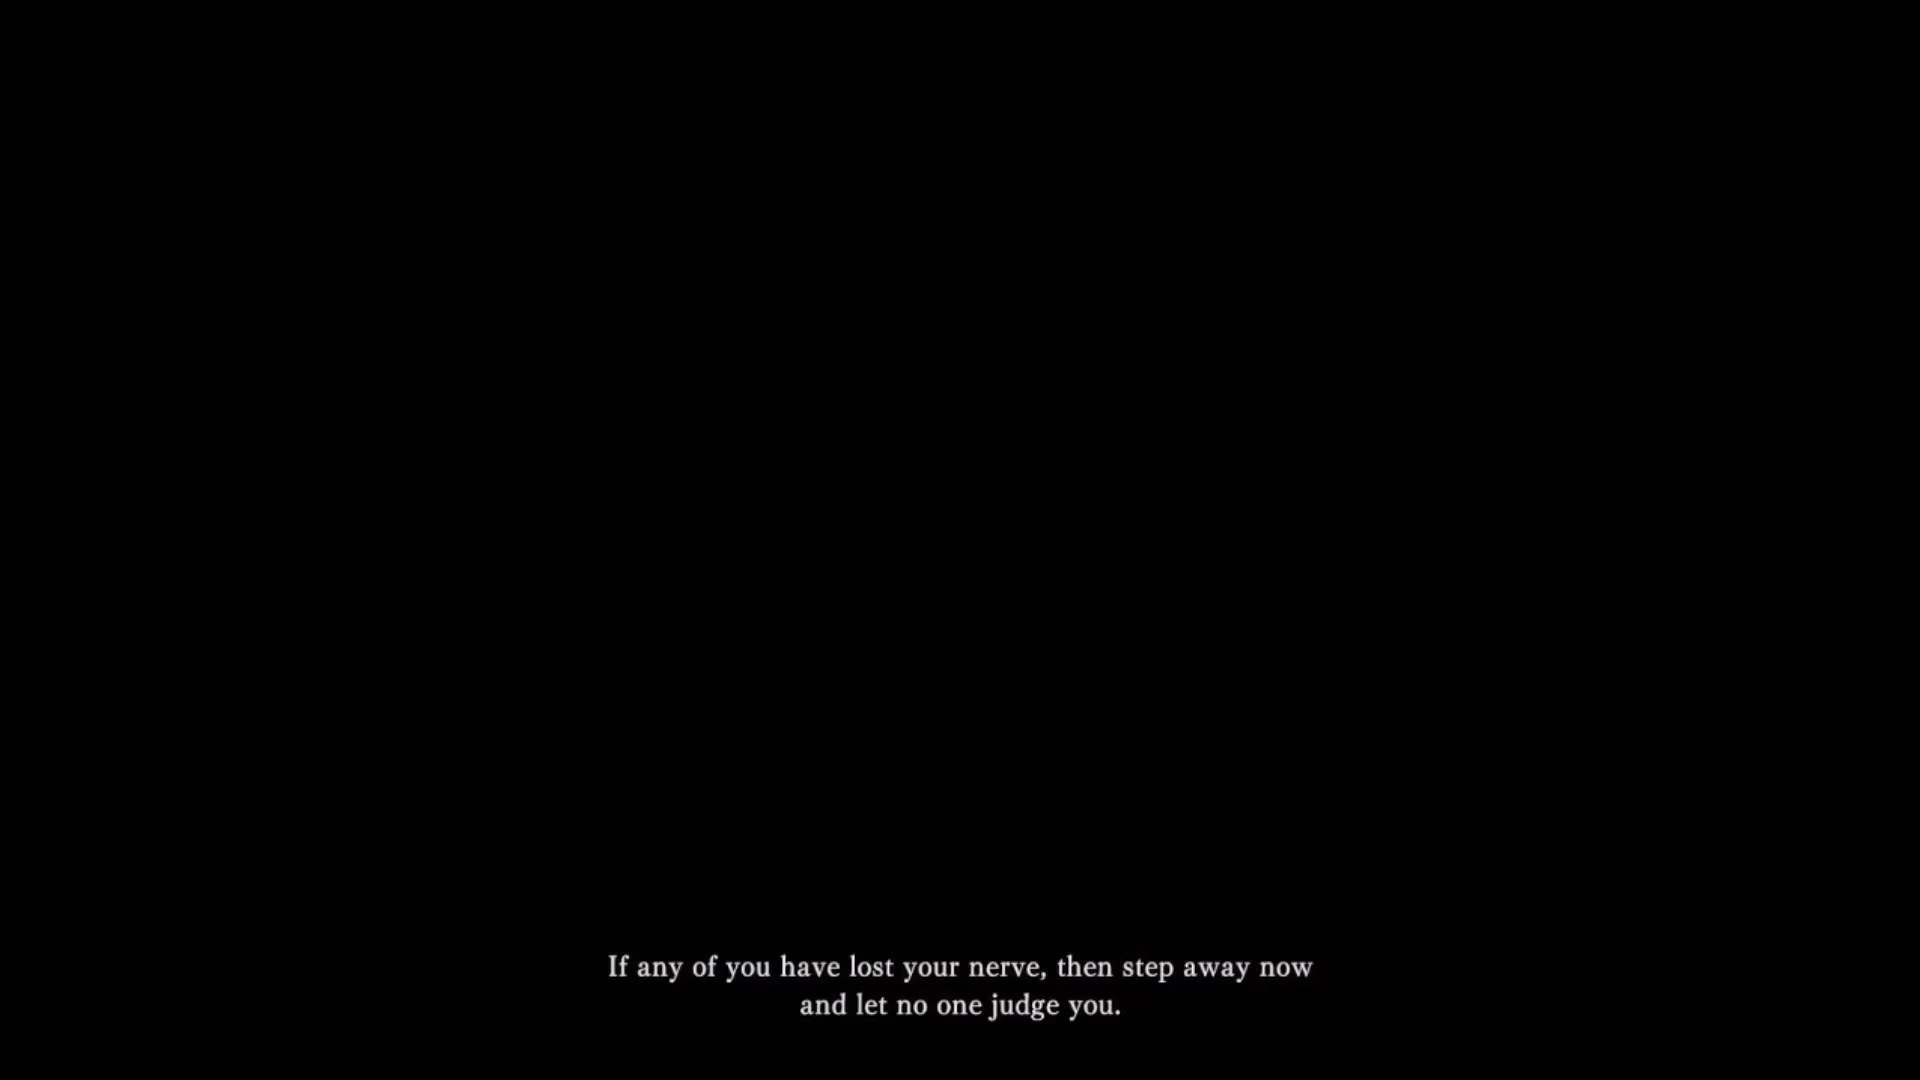 If any of you have lost your nerve, then step away now
and let no one judge you.